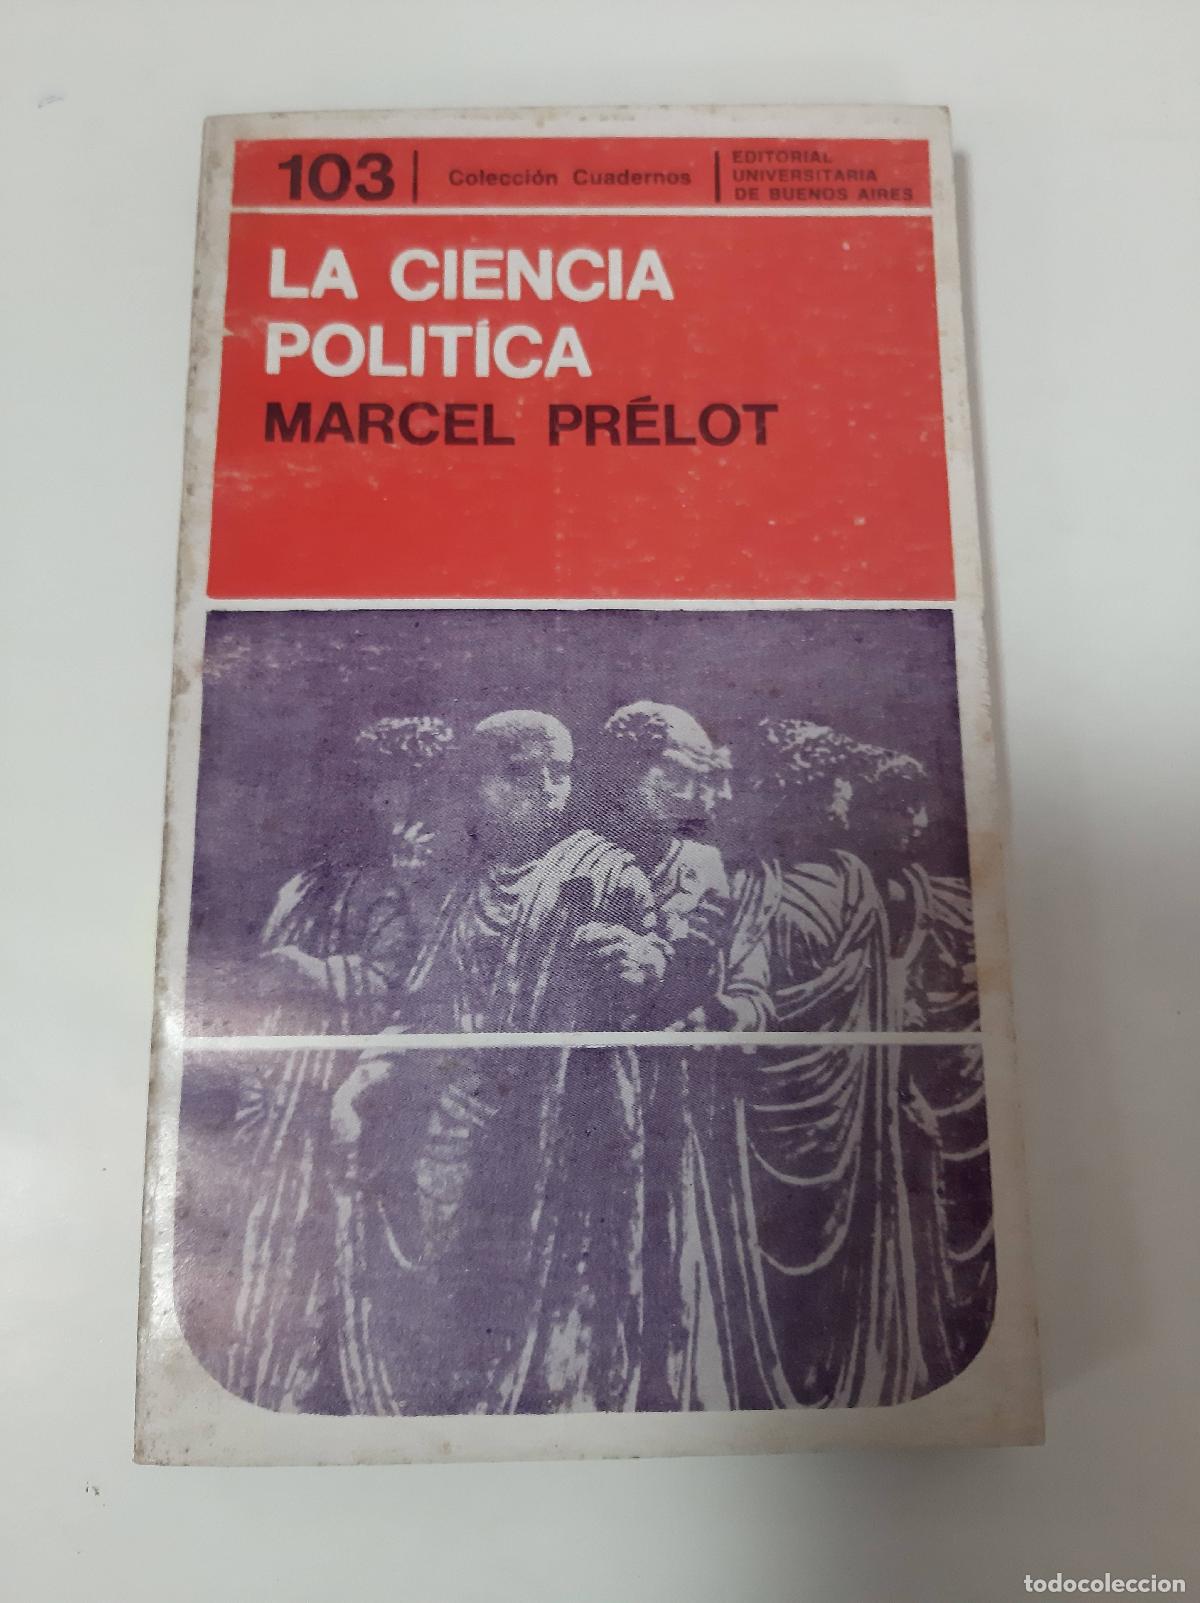 103 | Colección Cuadernos | EDITORIAL
UNIVERSITARIA
DE BUENOS AIRES
LA CIENCIA
POLITÍCA
MARCEL PRÉLOT
todocoleccion